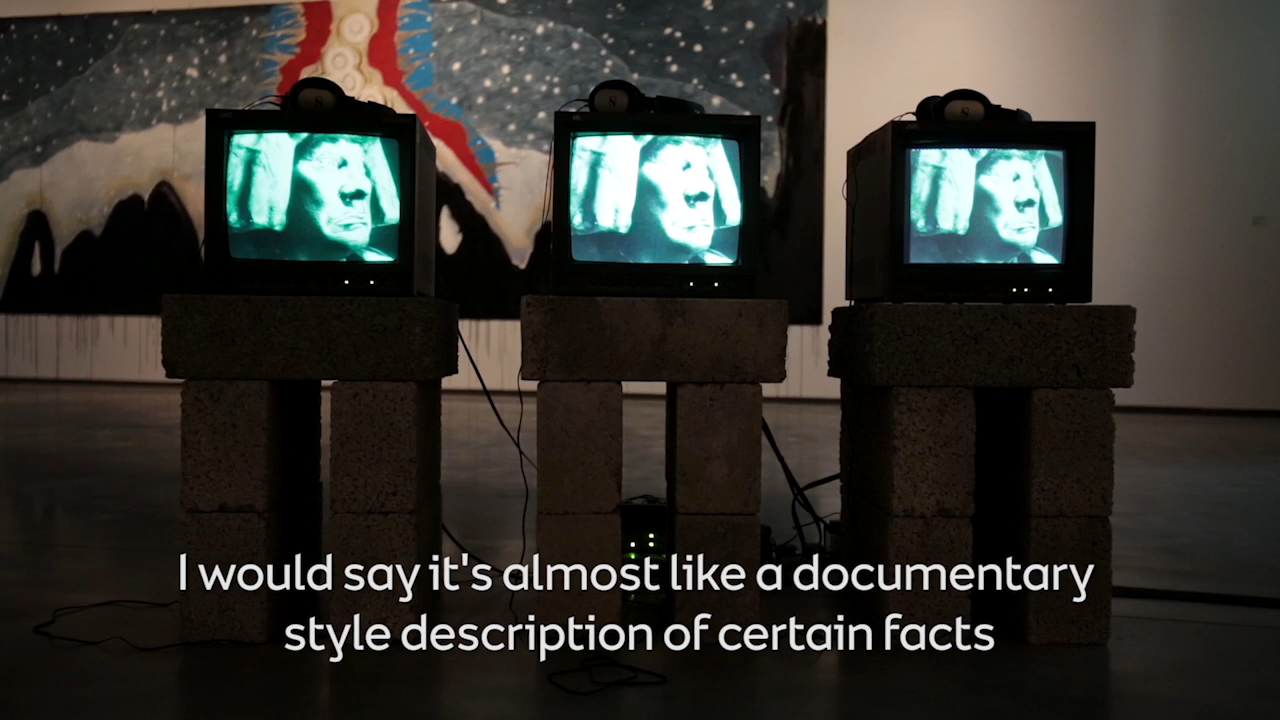 I would say it's almost like a documentary
style description of certain facts